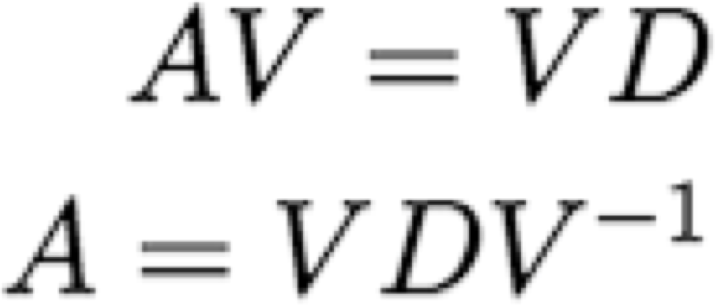 AV = VD
A = VDV⁻¹